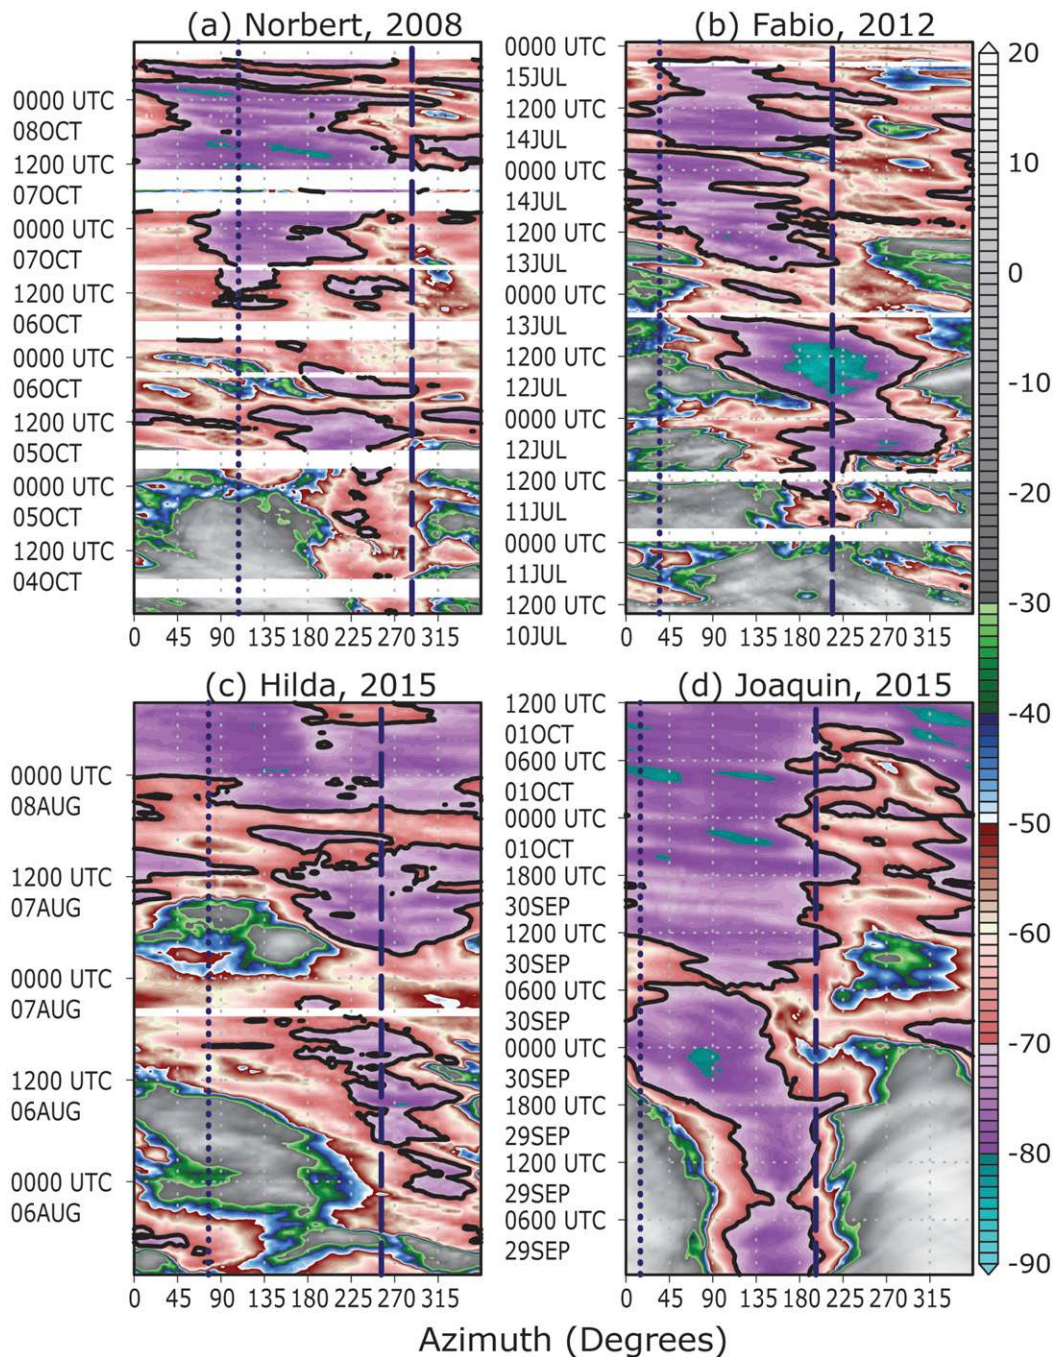 (a) Norbert, 2008
0000 UTC
08OCT
1200 UTC
07OCT
0000 UTC
07OCT
1200 UTC
06OCT
0000 UTC
06OCT
1200 UTC
05OCT
0000 UTC
05OCT
1200 UTC
04OCT
0 45 90 135 180 225 270 315
(b) Fabio, 2012
0000 UTC
15JUL
1200 UTC
14JUL
0000 UTC
14JUL
1200 UTC
13JUL
0000 UTC
13JUL
1200 UTC
12JUL
0000 UTC
12JUL
1200 UTC
11JUL
0000 UTC
11JUL
1200 UTC
10JUL
0 45 90 135 180 225 270 315
20
10
0
-10
-20
-30
-40
-50
-60
-70
-80
-90
(c) Hilda, 2015
0000 UTC
08AUG
1200 UTC
07AUG
0000 UTC
07AUG
1200 UTC
06AUG
0000 UTC
06AUG
0 45 90 135 180 225 270 315
(d) Joaquin, 2015
1200 UTC
01OCT
0600 UTC
01OCT
0000 UTC
01OCT
1800 UTC
30SEP
1200 UTC
30SEP
0600 UTC
30SEP
0000 UTC
30SEP
1800 UTC
29SEP
1200 UTC
29SEP
0600 UTC
29SEP
0 45 90 135 180 225 270 315
Azimuth (Degrees)